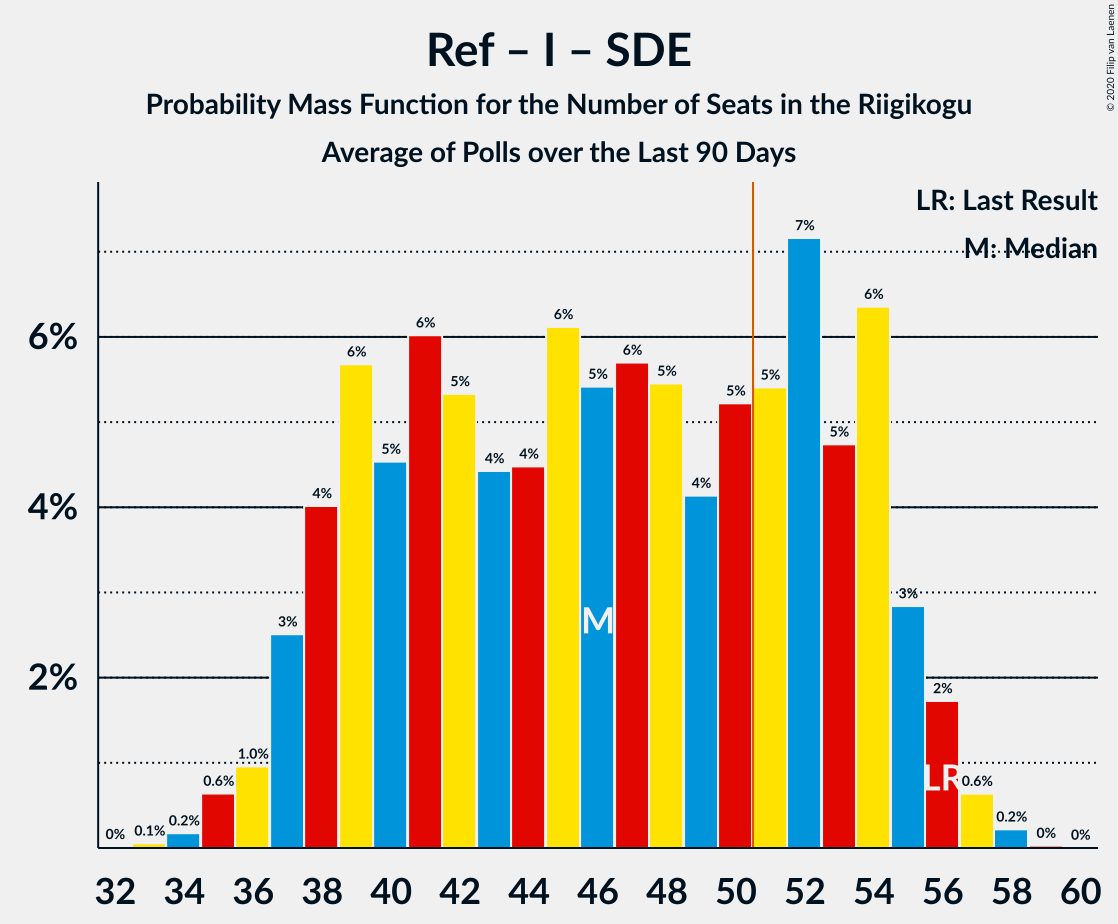 Ref – I – SDE
Probability Mass Function for the Number of Seats in the Riigikogu
Average of Polls over the Last 90 Days
© 2020 Filip van Laenen
LR: Last Result
M: Median
6%
4%
2%
0% 0.1% 0.2% 0.6% 1.0% 3% 4% 6% 5% 6% 5% 4% 4% 6% 5% 6% 5% 4% 5% 5% 7% 5% 6% 3% 2% 0.6% 0.2% 0% 0%
M
LR
32 34 36 38 40 42 44 46 48 50 52 54 56 58 60